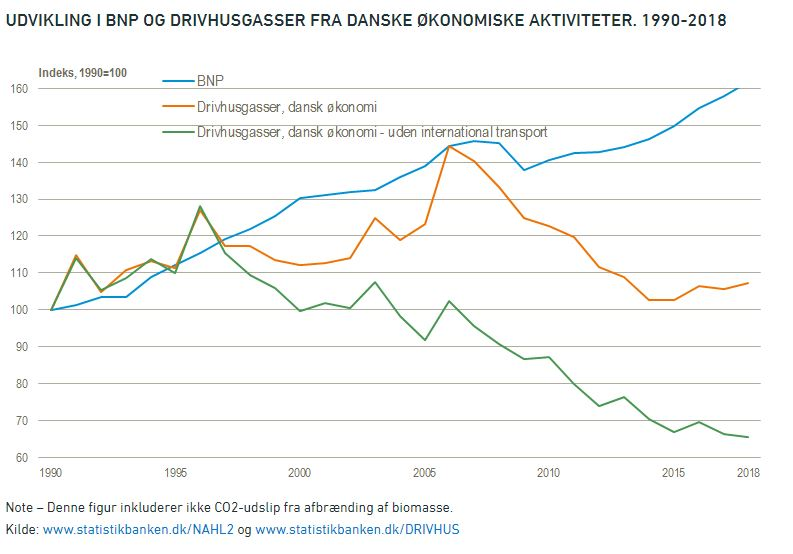 UDVIKLING I BNP OG DRIVHUSGASSER FRA DANSKE ØKONOMISKE AKTIVITETER. 1990-2018
Indeks, 1990=100
BNP
Drivhusgasser, dansk økonomi
Drivhusgasser, dansk økonomi - uden international transport
160
150
140
130
120
110
100
90
80
70
60
1990 1995 2000 2005 2010 2015 2018
Note – Denne figur inkluderer ikke CO2-udslip fra afbrænding af biomasse.
Kilde: www.statistikbanken.dk/NAHL2 og www.statistikbanken.dk/DRIVHUS